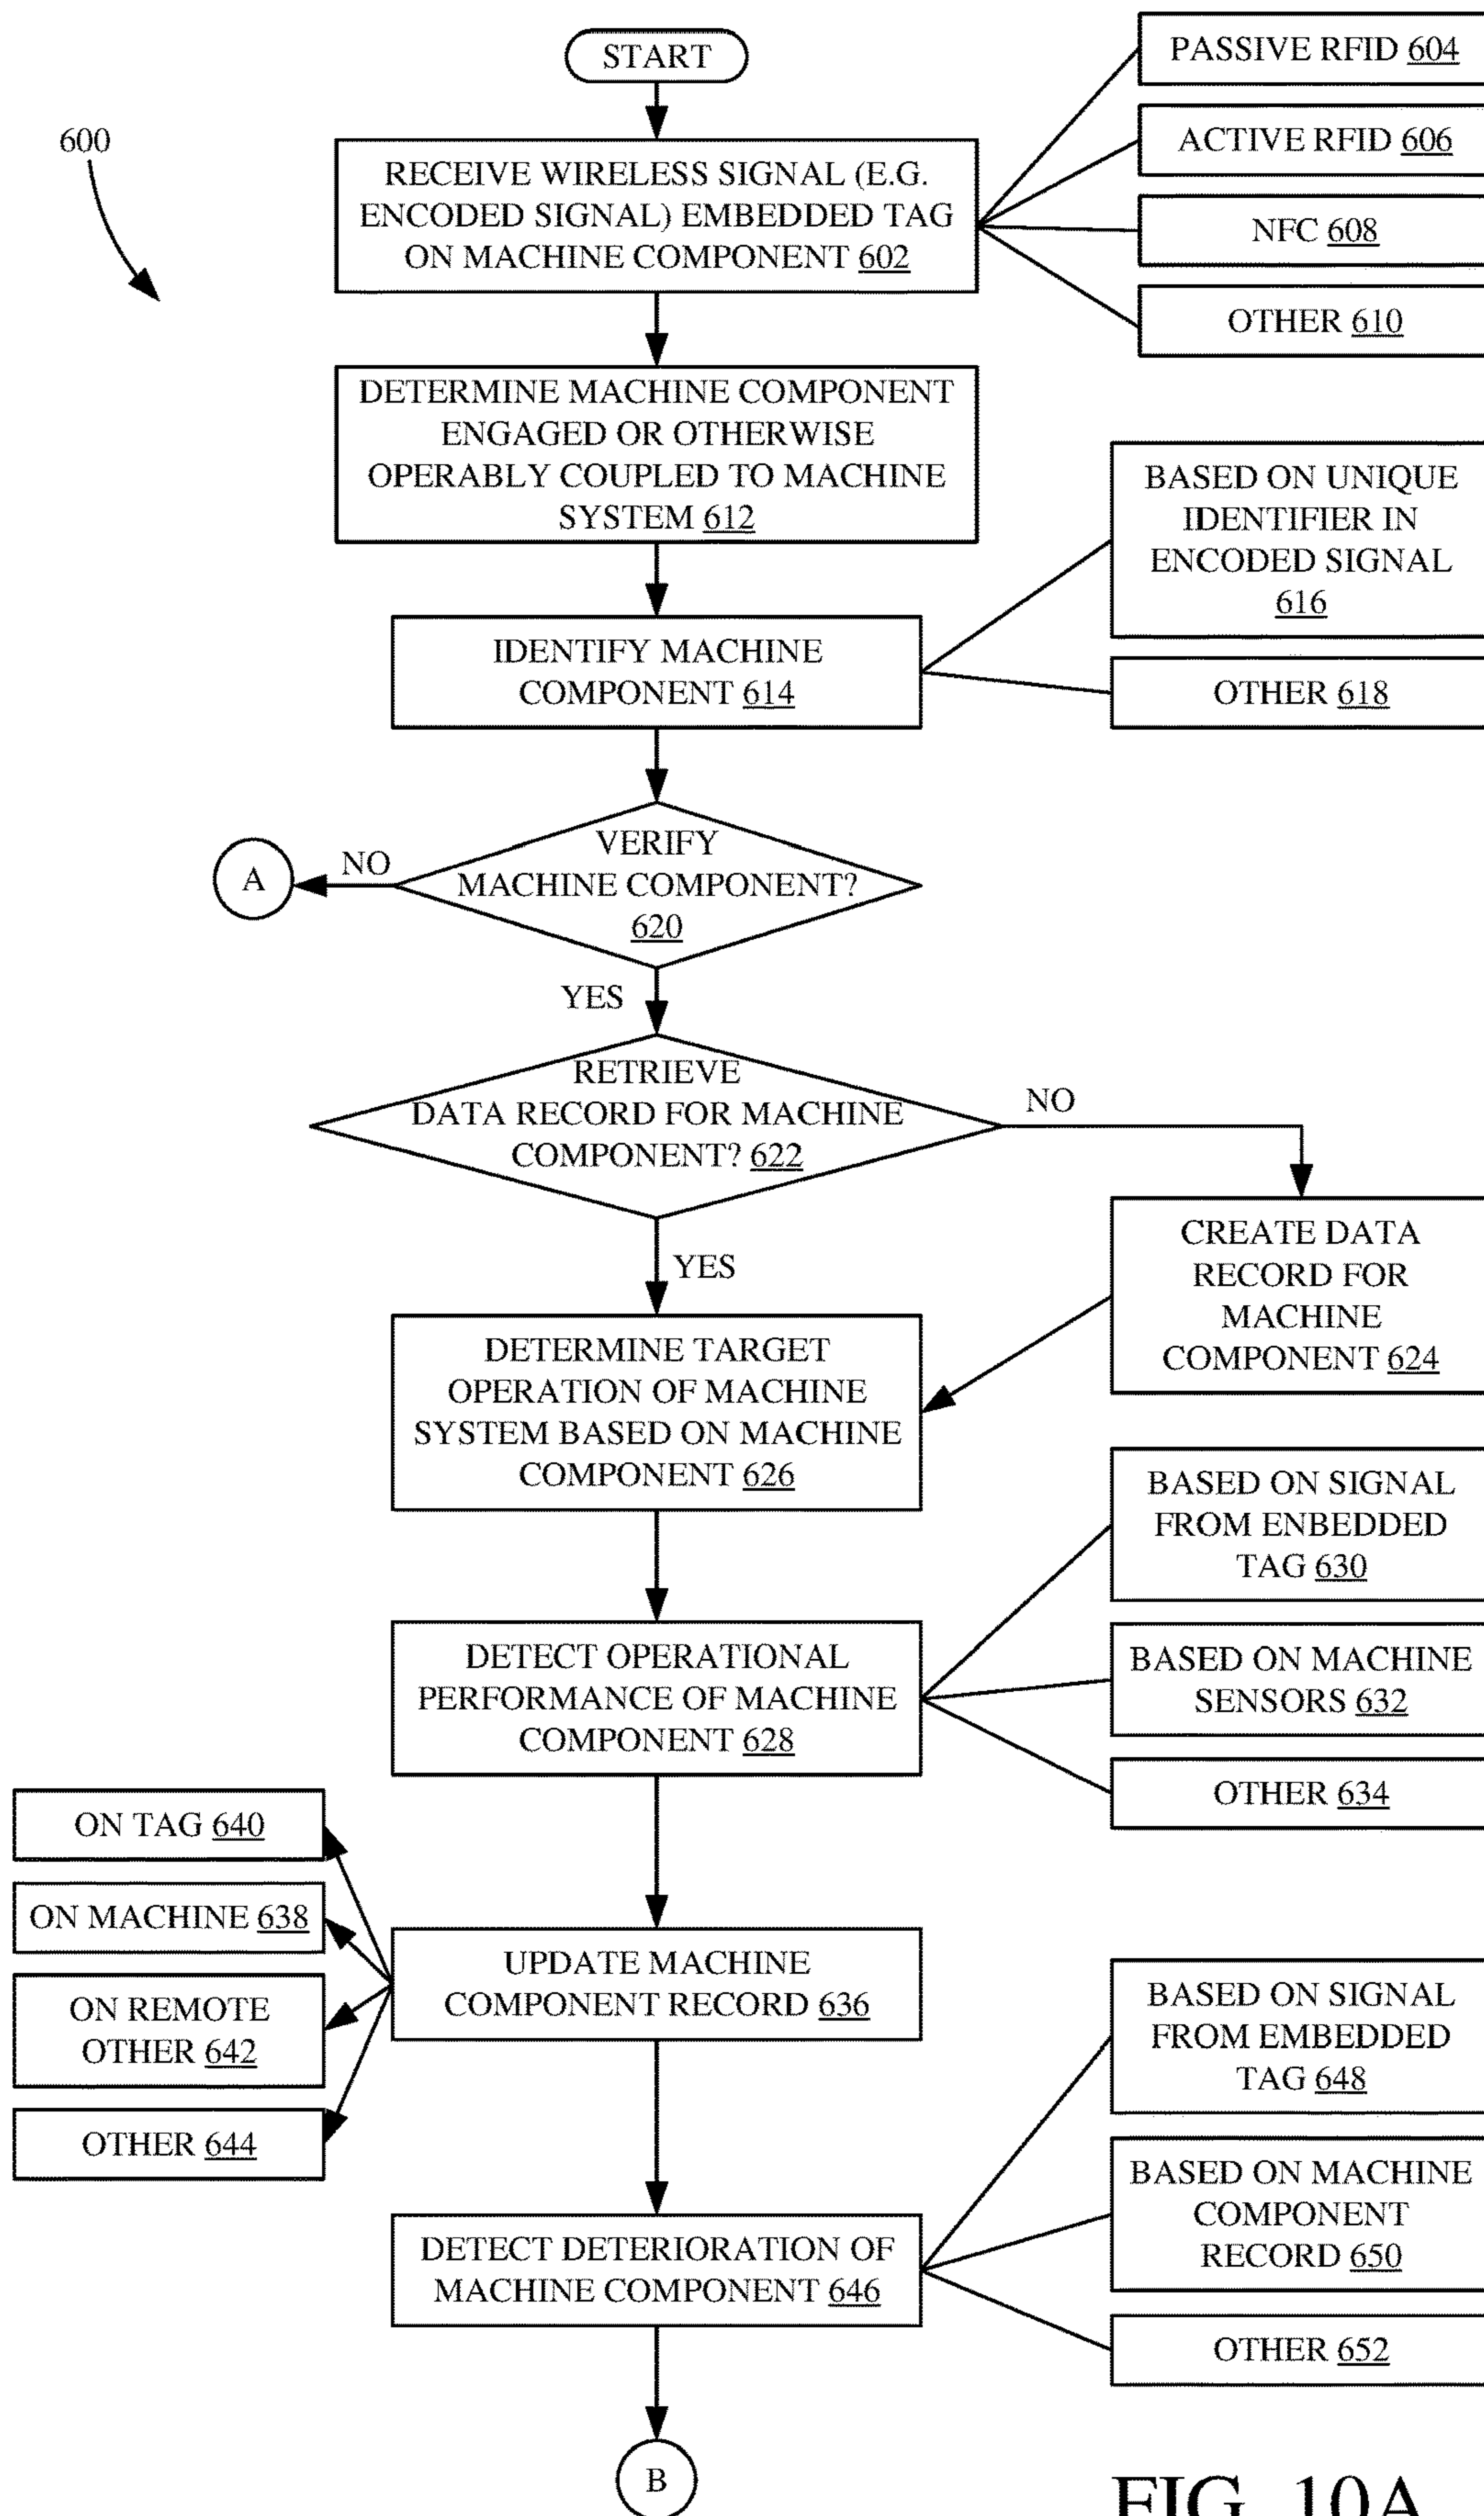 START
600
RECEIVE WIRELESS SIGNAL (E.G.
ENCODED SIGNAL) EMBEDDED TAG
ON MACHINE COMPONENT 602
PASSIVE RFID 604
ACTIVE RFID 606
NFC 608
OTHER 610
DETERMINE MACHINE COMPONENT
ENGAGED OR OTHERWISE
OPERABLY COUPLED TO MACHINE
SYSTEM 612
IDENTIFY MACHINE
COMPONENT 614
BASED ON UNIQUE
IDENTIFIER IN
ENCODED SIGNAL
616
OTHER 618
VERIFY
MACHINE COMPONENT?
620
NO
A
YES
RETRIEVE
DATA RECORD FOR MACHINE
COMPONENT? 622
NO
CREATE DATA
RECORD FOR
MACHINE
COMPONENT 624
YES
DETERMINE TARGET
OPERATION OF MACHINE
SYSTEM BASED ON MACHINE
COMPONENT 626
DETECT OPERATIONAL
PERFORMANCE OF MACHINE
COMPONENT 628
BASED ON SIGNAL
FROM ENBEDDED
TAG 630
BASED ON MACHINE
SENSORS 632
OTHER 634
UPDATE MACHINE
COMPONENT RECORD 636
ON TAG 640
ON MACHINE 638
ON REMOTE
OTHER 642
OTHER 644
DETECT DETERIORATION OF
MACHINE COMPONENT 646
BASED ON SIGNAL
FROM EMBEDDED
TAG 648
BASED ON MACHINE
COMPONENT
RECORD 650
OTHER 652
B
FIG. 10A